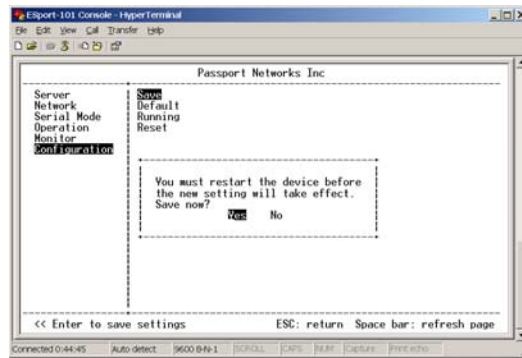 ESport-101 Console - HyperTerminal
File Edit View Call Transfer Help
Passport Networks Inc
Server
Network
Serial Mode
Operation
Monitor
Configuration
Save
Default
Running
Reset
You must restart the device before
the new setting will take effect.
Save now?
Yes No
<< Enter to save settings ESC: return Space bar: refresh page
Connected 0:44:45 Auto detect 9600 8-N-1 SCROLL CAPS NUM Capture Print echo